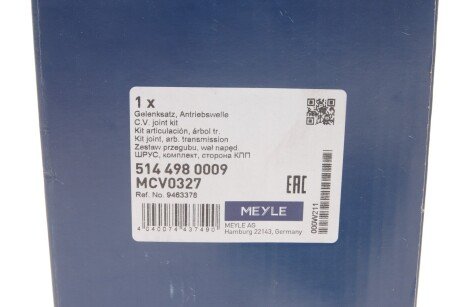 1 x
Gelenksatz, Antriebswelle
C.V. joint kit
Kit articulación, árbol tr.
Kit joint, arb. transmission
Zestaw przegubu, wał napęd.
ШРУС, комплект, сторона КПП
514 498 0009
MCV0327
Ref. No. 9463378
EAC
MEYLE
MEYLE AG
Hamburg 22143, Germany
4 040074 437490